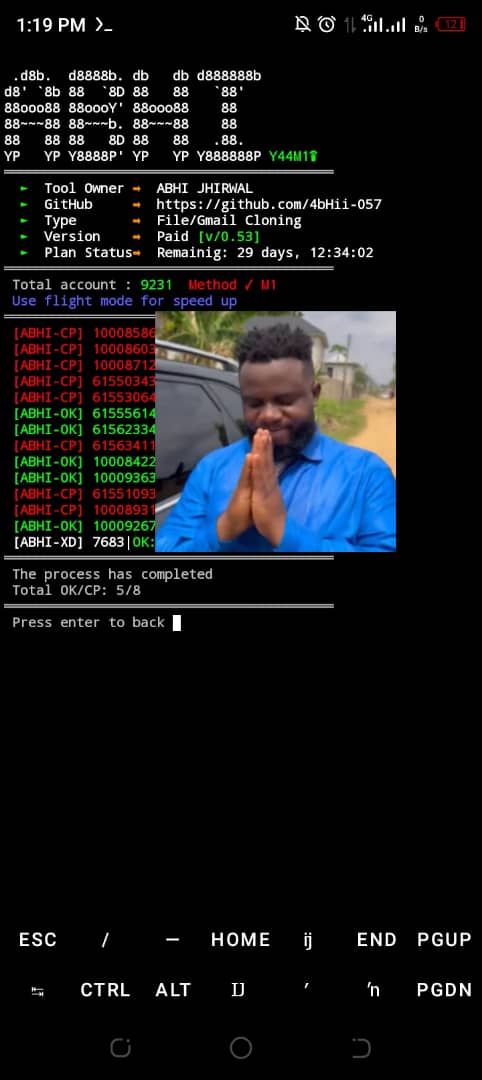 1:19 PM >_ 4G 0 B/s 12
.d8b. d8888b. db db d888888b
d8' `8b 88 `8D 88 88 `88'
88ooo88 88oooY' 88ooo88 88
88~~~88 88~~~b. 88~~~88 88
88 88 88 8D 88 88 .88.
YP YP Y8888P' YP YP Y888888P Y44M1
► Tool Owner ➡ ABHI JHIRWAL
► GitHub ➡ https://github.com/4bHii-057
► Type ➡ File/Gmail Cloning
► Version ➡ Paid [v/0.53]
► Plan Status➡ Remainig: 29 days, 12:34:02
Total account : 9231 Method ✓ M1
Use flight mode for speed up
[ABHI-CP] 10008586
[ABHI-CP] 10008603
[ABHI-CP] 10008712
[ABHI-CP] 61550343
[ABHI-CP] 61553064
[ABHI-OK] 61555614
[ABHI-OK] 61562334
[ABHI-CP] 61563411
[ABHI-OK] 10008422
[ABHI-OK] 10009363
[ABHI-CP] 61551093
[ABHI-CP] 10008931
[ABHI-OK] 10009267
[ABHI-XD] 7683|OK:
The process has completed
Total OK/CP: 5/8
Press enter to back
ESC / — HOME ij END PGUP
CTRL ALT IJ ′ ŉ PGDN